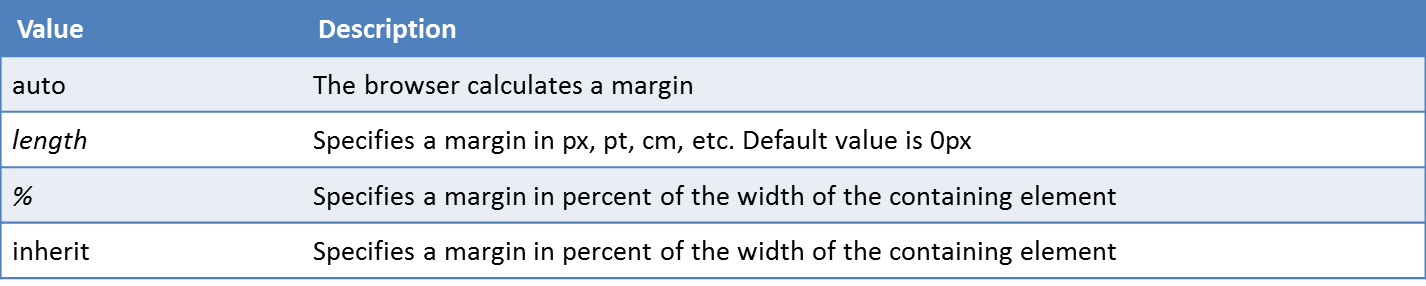 Value Description
auto The browser calculates a margin
length Specifies a margin in px, pt, cm, etc. Default value is 0px
% Specifies a margin in percent of the width of the containing element
inherit Specifies a margin in percent of the width of the containing element